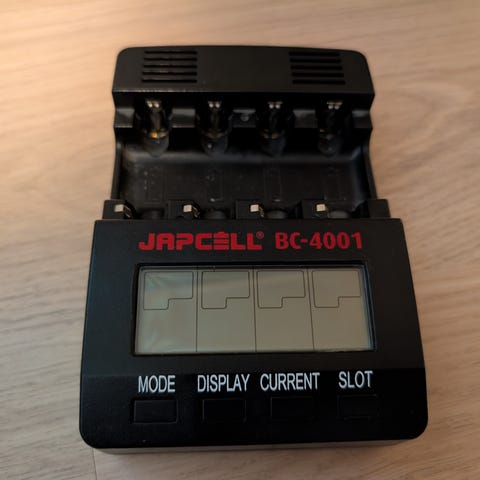 JAPCELL® BC-4001
MODE DISPLAY CURRENT SLOT